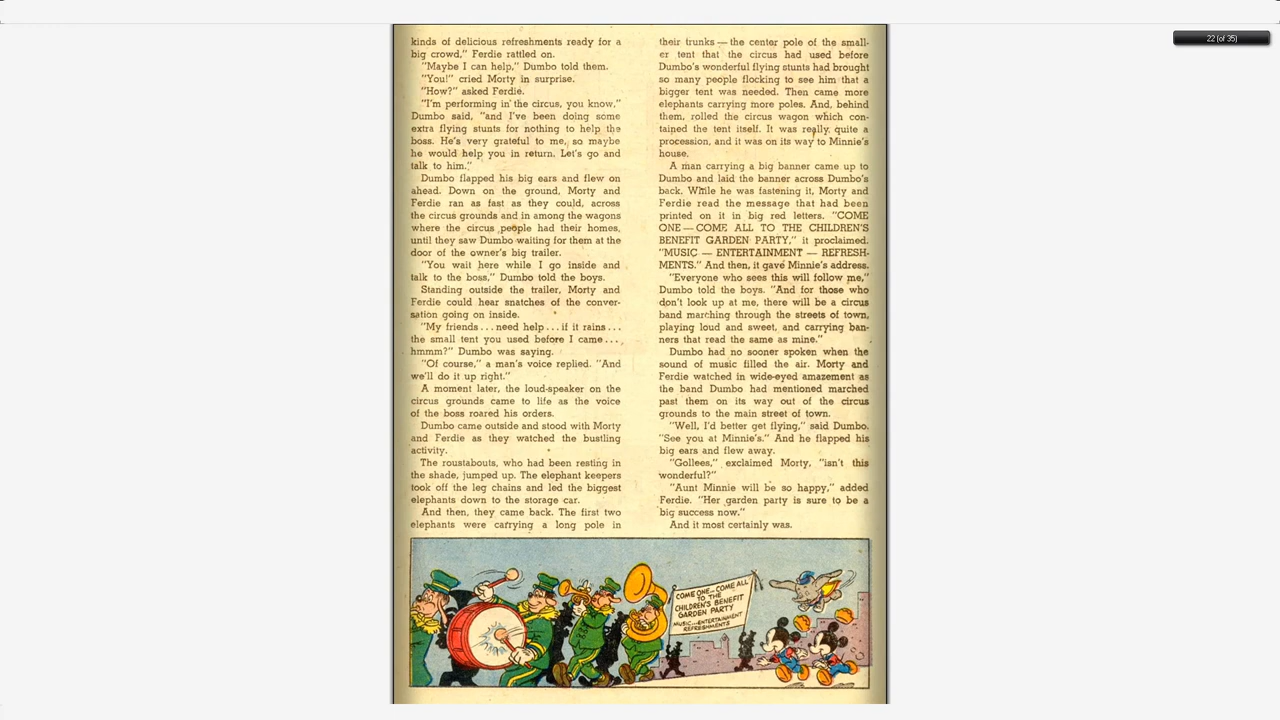 22 (of 35)
kinds of delicious refreshments ready for a
big crowd," Ferdie rattled on.
"Maybe I can help," Dumbo told them.
"You!" cried Morty in surprise.
"How?" asked Ferdie.
"I'm performing in the circus, you know,"
Dumbo said, "and I've been doing some
extra flying stunts for nothing to help the
boss. He's very grateful to me, so maybe
he would help you in return. Let's go and
talk to him."
Dumbo flapped his big ears and flew on
ahead. Down on the ground, Morty and
Ferdie ran as fast as they could, across
the circus grounds and in among the wagons
where the circus people had their homes,
until they saw Dumbo waiting for them at the
door of the owner's big trailer.
"You wait here while I go inside and
talk to the boss," Dumbo told the boys.
Standing outside the trailer, Morty and
Ferdie could hear snatches of the conver-
sation going on inside.
"My friends . . . need help . . . if it rains . . .
the small tent you used before I came . . .
hmmm?" Dumbo was saying.
"Of course," a man's voice replied. "And
we'll do it up right."
A moment later, the loud-speaker on the
circus grounds came to life as the voice
of the boss roared his orders.
Dumbo came outside and stood with Morty
and Ferdie as they watched the bustling
activity.
The roustabouts, who had been resting in
the shade, jumped up. The elephant keepers
took off the leg chains and led the biggest
elephants down to the storage car.
And then, they came back. The first two
elephants were carrying a long pole in
their trunks — the center pole of the small-
er tent that the circus had used before
Dumbo's wonderful flying stunts had brought
so many people flocking to see him that a
bigger tent was needed. Then came more
elephants carrying more poles. And, behind
them, rolled the circus wagon which con-
tained the tent itself. It was really quite a
procession, and it was on its way to Minnie's
house.
A man carrying a big banner came up to
Dumbo and laid the banner across Dumbo's
back. While he was fastening it, Morty and
Ferdie read the message that had been
printed on it in big red letters. "COME
ONE — COME ALL TO THE CHILDREN'S
BENEFIT GARDEN PARTY," it proclaimed.
"MUSIC — ENTERTAINMENT — REFRESH-
MENTS." And then, it gave Minnie's address.
"Everyone who sees this will follow me,"
Dumbo told the boys. "And for those who
don't look up at me, there will be a circus
band marching through the streets of town,
playing loud and sweet, and carrying ban-
ners that read the same as mine."
Dumbo had no sooner spoken when the
sound of music filled the air. Morty and
Ferdie watched in wide-eyed amazement as
the band Dumbo had mentioned marched
past them on its way out of the circus
grounds to the main street of town.
"Well, I'd better get flying," said Dumbo.
"See you at Minnie's." And he flapped his
big ears and flew away.
"Gollees," exclaimed Morty, "isn't this
wonderful?"
"Aunt Minnie will be so happy," added
Ferdie. "Her garden party is sure to be a
big success now."
And it most certainly was.
COME ONE—COME ALL
TO THE
CHILDREN'S BENEFIT
GARDEN PARTY
MUSIC...ENTERTAINMENT
REFRESHMENTS